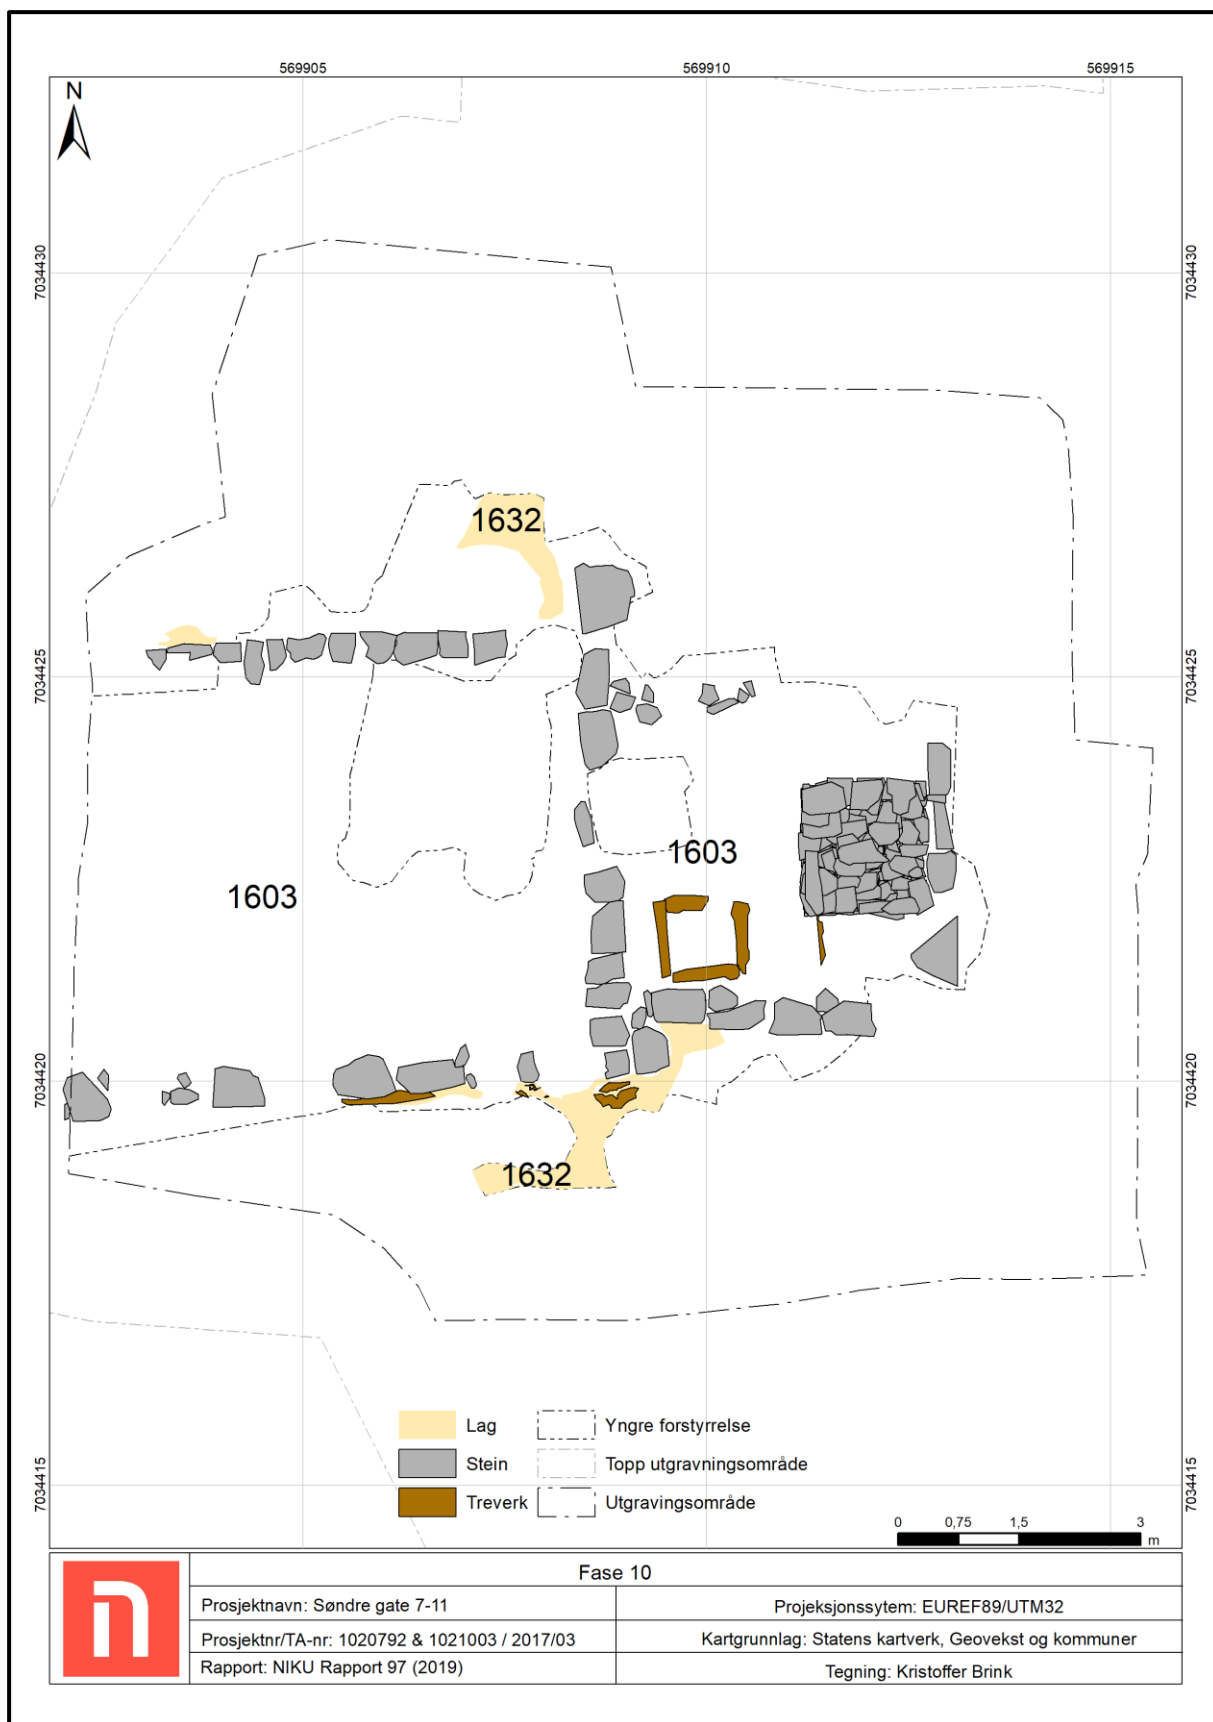 569905 569910 569915
N
7034430 7034430
1632
7034425 7034425
1603
1603
7034420 7034420
1632
Lag Yngre forstyrrelse
Stein Topp utgravningsområde
Treverk Utgavingsområde
7034415 7034415
0 0,75 1,5 3
m
Fase 10
Prosjektnavn: Søndre gate 7-11 Projeksjonssytem: EUREF89/UTM32
Prosjektnr/TA-nr: 1020792 & 1021003 / 2017/03 Kartgrunnlag: Statens kartverk, Geovekst og kommuner
Rapport: NIKU Rapport 97 (2019) Tegning: Kristoffer Brink